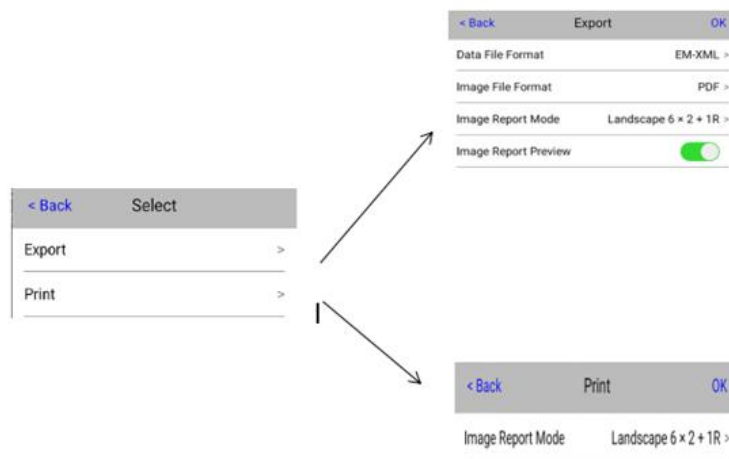 < Back Export OK
Data File Format EM-XML >
Image File Format PDF >
Image Report Mode Landscape 6 × 2 + 1R >
Image Report Preview
< Back Select
Export >
Print >
< Back Print OK
Image Report Mode Landscape 6 × 2 + 1R >